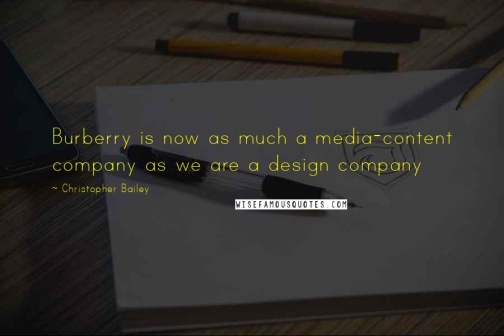 Burberry is now as much a media-content
company as we are a design company
~ Christopher Bailey
WISEFAMOUSQUOTES.COM